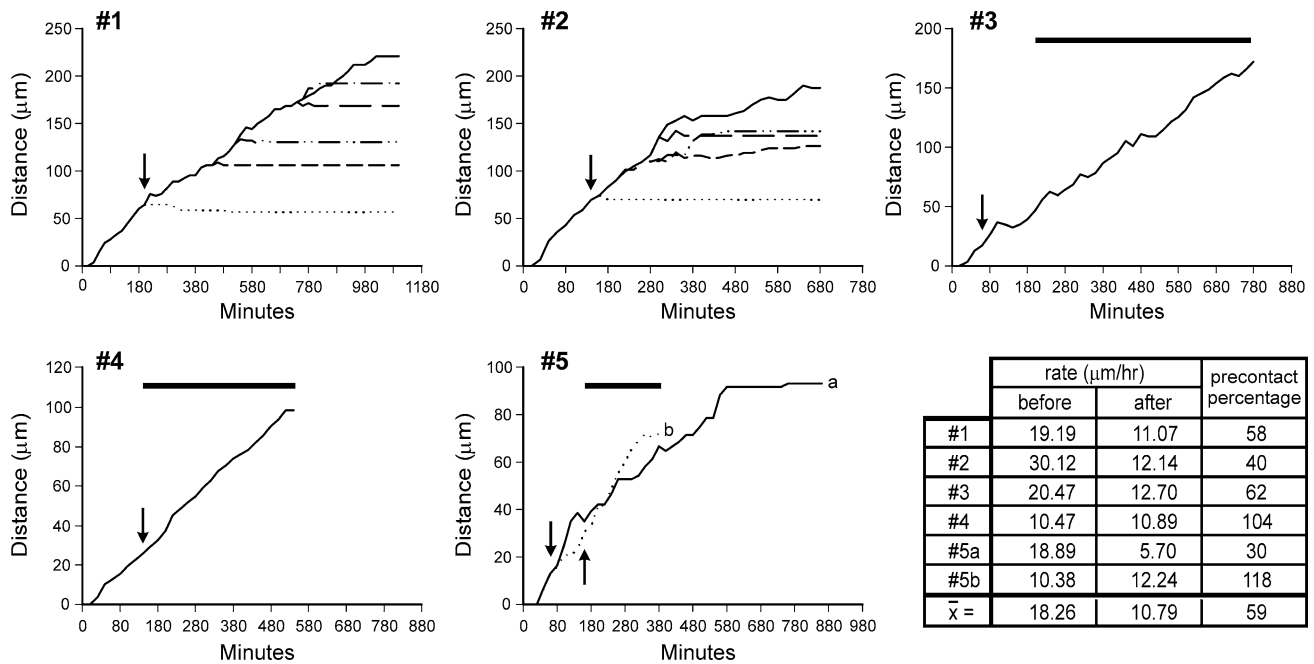 #1
Distance (μm)
250
200
150
100
50
0
0 180 380 580 780 980 1180
Minutes
#2
Distance (μm)
250
200
150
100
50
0
0 80 180 280 380 480 580 680 780
Minutes
#3
Distance (μm)
200
150
100
50
0
0 80 180 280 380 480 580 680 780 880
Minutes
#4
Distance (μm)
120
100
80
60
40
20
0
0 80 180 280 380 480 580 680 780 880
Minutes
#5
Distance (μm)
100
80
60
40
20
0
a
b
0 80 180 280 380 480 580 680 780 880 980
Minutes
rate (μm/hr) precontact percentage
before after
#1 19.19 11.07 58
#2 30.12 12.14 40
#3 20.47 12.70 62
#4 10.47 10.89 104
#5a 18.89 5.70 30
#5b 10.38 12.24 118
x̄ = 18.26 10.79 59